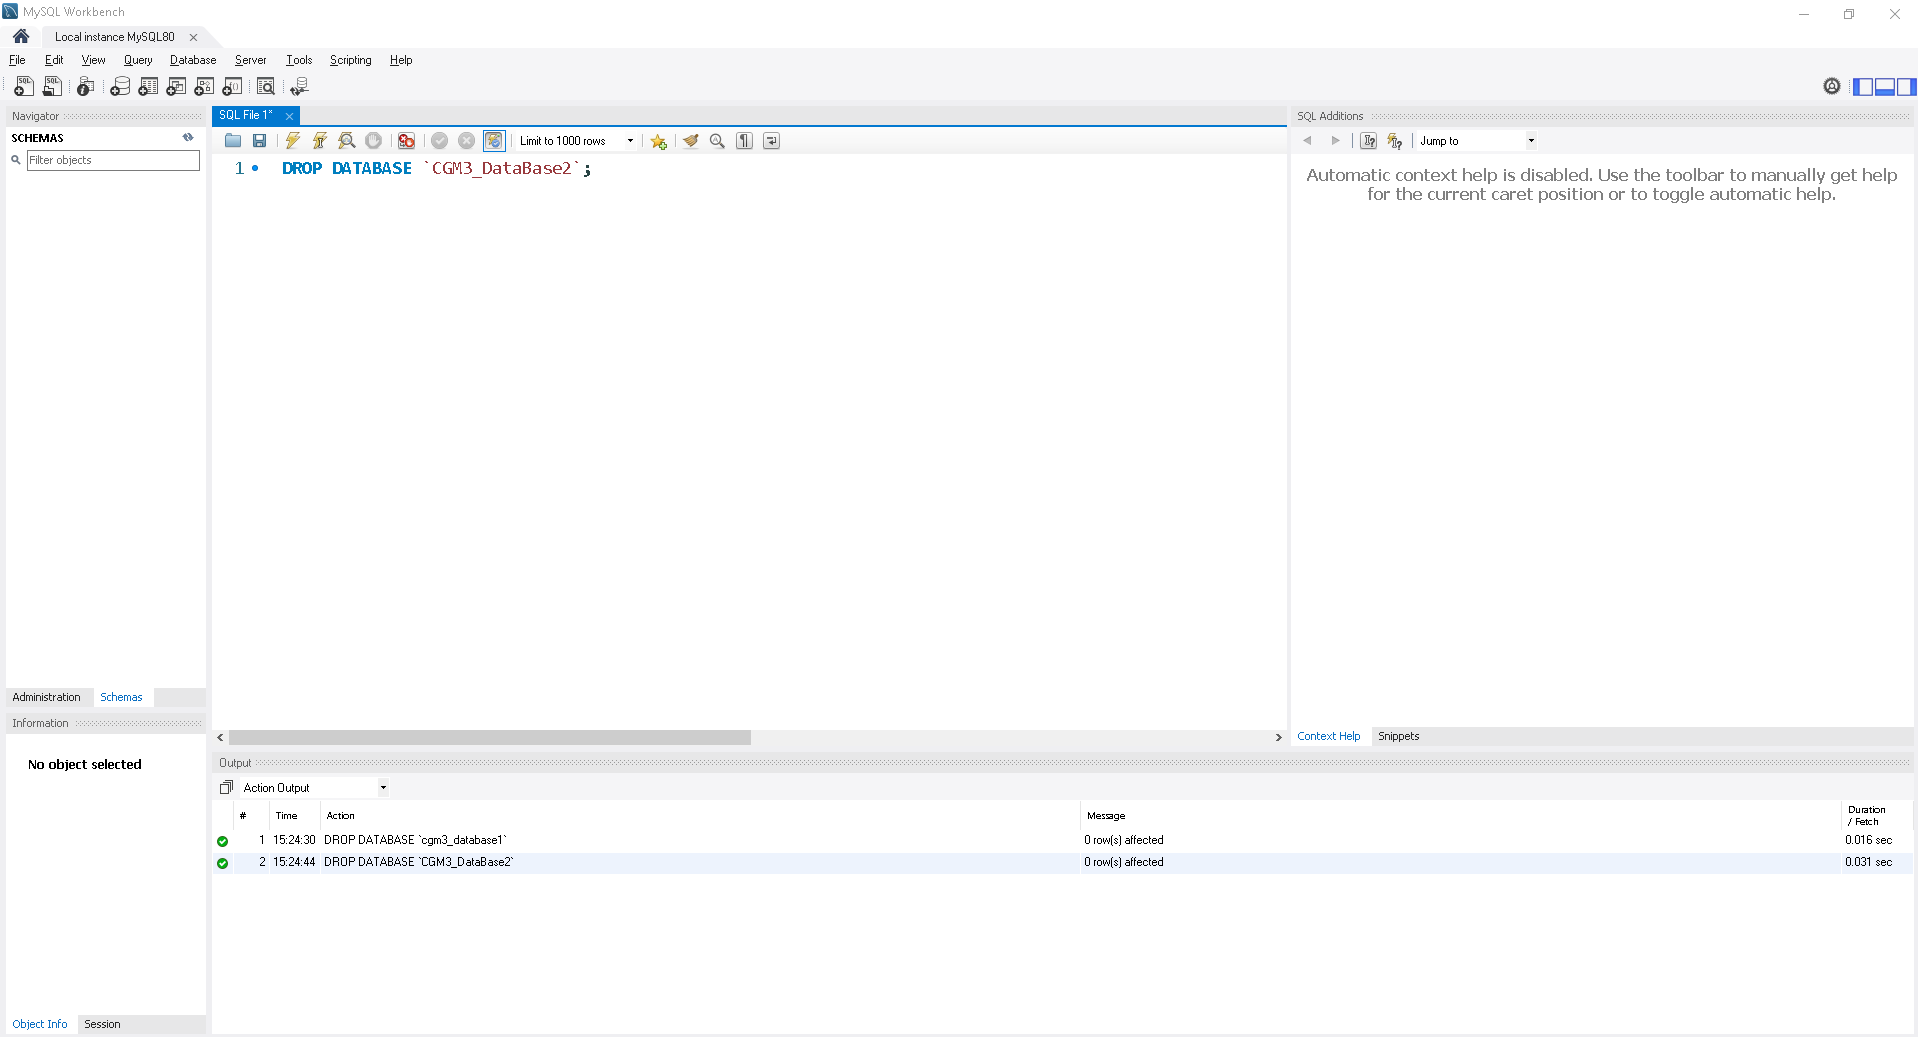 MySQL Workbench
Local instance MySQL80
File Edit View Query Database Server Tools Scripting Help
Navigator
SCHEMAS
Filter objects
Administration Schemas
Information
No object selected
Object Info Session
SQL File 1*
Limit to 1000 rows
1 DROP DATABASE `CGM3_DataBase2`;
SQL Additions
Jump to
Automatic context help is disabled. Use the toolbar to manually get help
for the current caret position or to toggle automatic help.
Context Help Snippets
Output
Action Output
# Time Action Message Duration / Fetch
1 15:24:30 DROP DATABASE `cgm3_database1` 0 row(s) affected 0.016 sec
2 15:24:44 DROP DATABASE `CGM3_DataBase2` 0 row(s) affected 0.031 sec